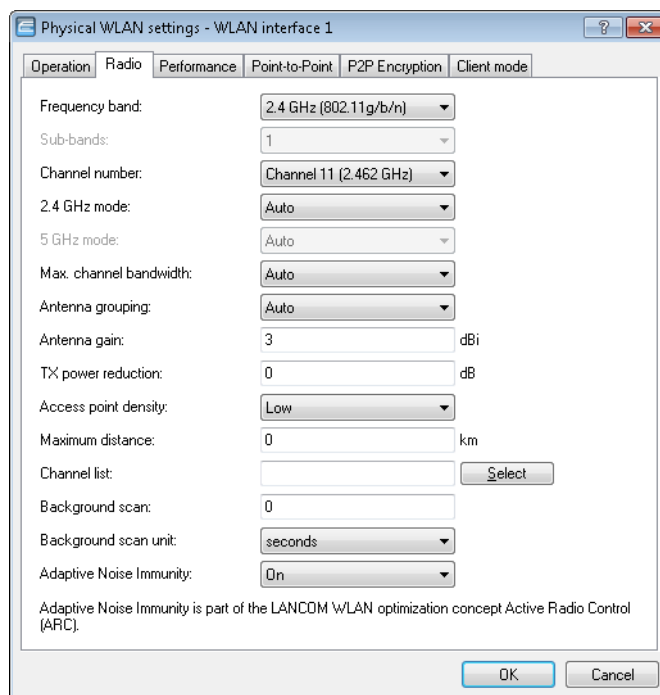 Physical WLAN settings - WLAN interface 1
Operation Radio Performance Point-to-Point P2P Encryption Client mode
Frequency band: 2.4 GHz (802.11g/b/n)
Sub-bands: 1
Channel number: Channel 11 (2.462 GHz)
2.4 GHz mode: Auto
5 GHz mode: Auto
Max. channel bandwidth: Auto
Antenna grouping: Auto
Antenna gain: 3 dBi
TX power reduction: 0 dB
Access point density: Low
Maximum distance: 0 km
Channel list: Select
Background scan: 0
Background scan unit: seconds
Adaptive Noise Immunity: On
Adaptive Noise Immunity is part of the LANCOM WLAN optimization concept Active Radio Control
(ARC).
OK Cancel